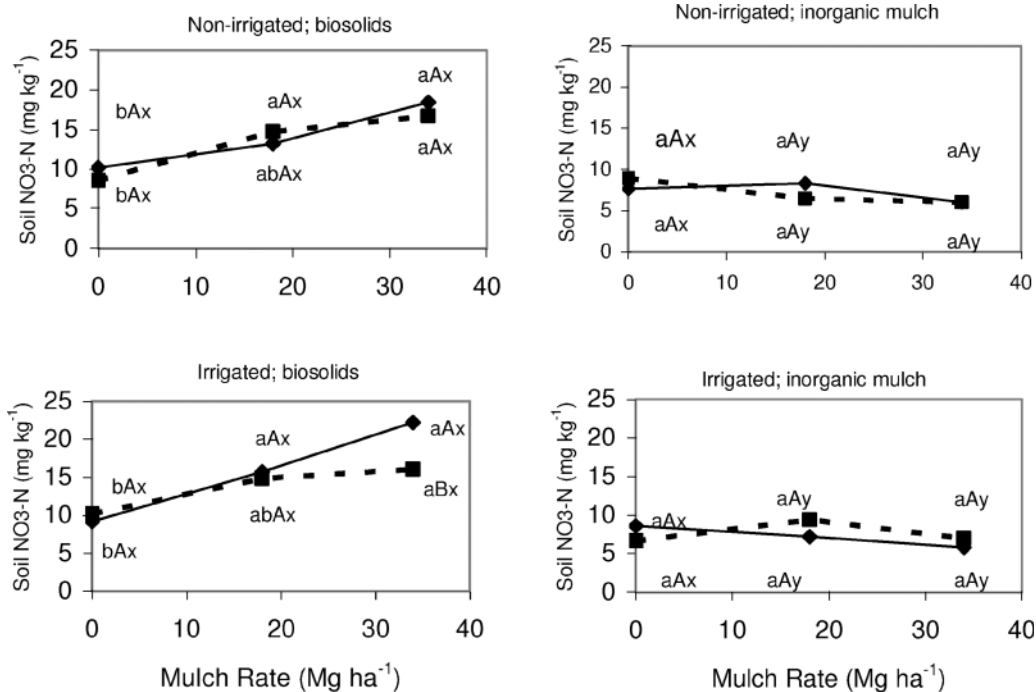 Non-irrigated; biosolids
Soil NO3-N (mg kg⁻¹)
25
20
15
10
5
0
bAx
aAx
aAx
bAx
abAx
aAx
0 10 20 30 40
Non-irrigated; inorganic mulch
Soil NO3-N (mg kg⁻¹)
25
20
15
10
5
0
aAx
aAy
aAy
aAx
aAy
aAy
0 10 20 30 40
Irrigated; biosolids
Soil NO3-N (mg kg⁻¹)
25
20
15
10
5
0
bAx
aAx
aAx
bAx
abAx
aBx
0 10 20 30 40
Mulch Rate (Mg ha⁻¹)
Irrigated; inorganic mulch
Soil NO3-N (mg kg⁻¹)
25
20
15
10
5
0
aAx
aAy
aAy
aAx
aAy
aAy
0 10 20 30 40
Mulch Rate (Mg ha⁻¹)